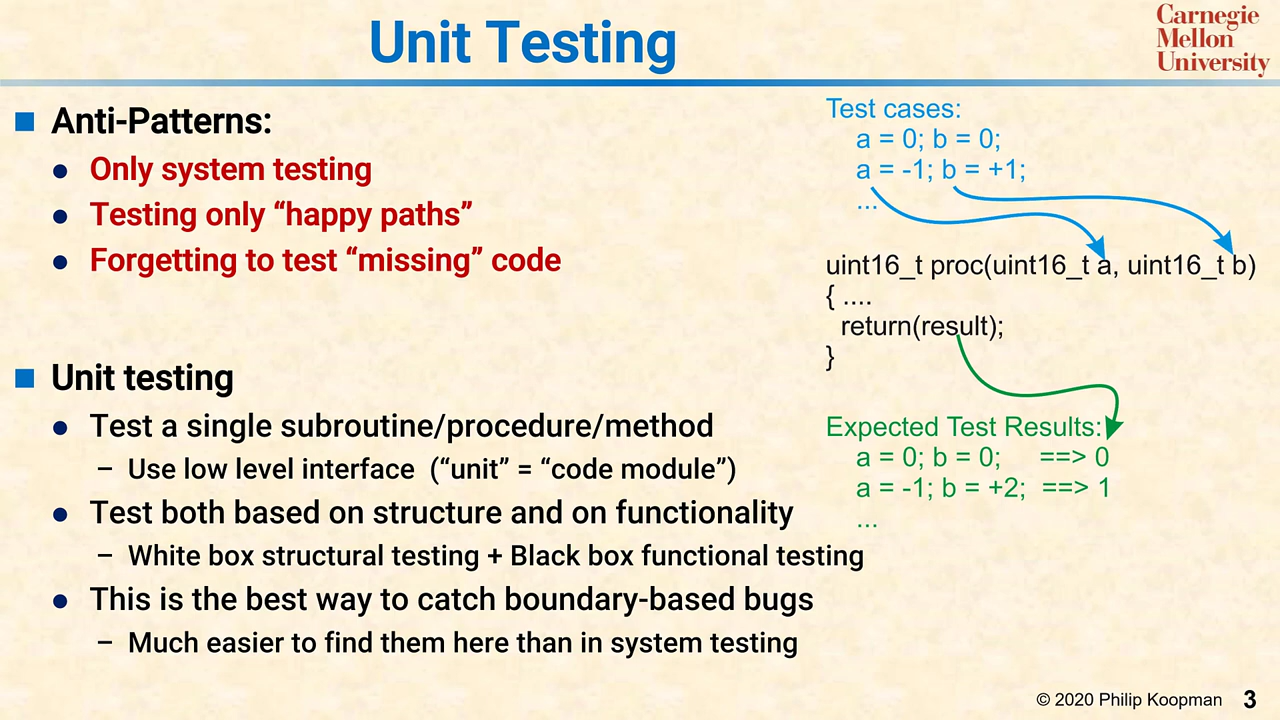 Unit Testing
Carnegie
Mellon
University
Anti-Patterns:
Only system testing
Testing only “happy paths”
Forgetting to test “missing” code
Unit testing
Test a single subroutine/procedure/method
– Use low level interface (“unit” = “code module”)
Test both based on structure and on functionality
– White box structural testing + Black box functional testing
This is the best way to catch boundary-based bugs
– Much easier to find them here than in system testing
Test cases:
a = 0; b = 0;
a = -1; b = +1;
...
uint16_t proc(uint16_t a, uint16_t b)
{ ....
return(result);
}
Expected Test Results:
a = 0; b = 0; ==> 0
a = -1; b = +2; ==> 1
...
© 2020 Philip Koopman 3